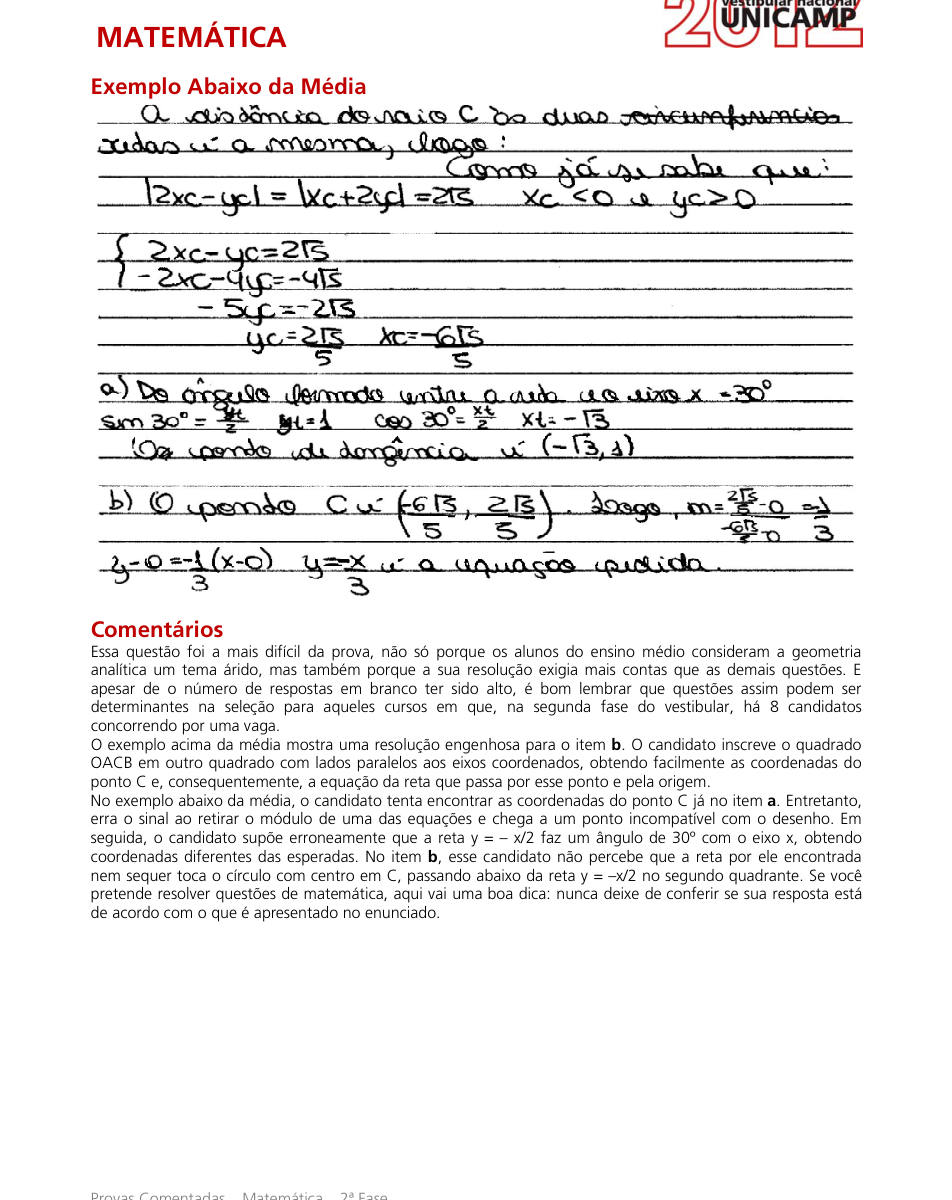 vestibular nacional
UNICAMP
2012
MATEMÁTICA
Exemplo Abaixo da Média
A distância do raio C às duas circunferências
retas é a mesma, logo:
Como já se sabe que:
|2xc-yc| = |xc+2yc| = 2√5 xc <0 e yc>0
{ 2xc-yc=2√5
-2xc-4yc=-4√5
- 5yc=-2√5
yc=2√5/5 xc=-6√5/5
a) Do ângulo formado entre a reta e o eixo x = 30°
sen 30° = yt/2 yt=1 cos 30° = xt/2 xt=-√3
O ponto de tangência é (-√3,1)
b) O ponto C é (-6√5/5, 2√5/5). Logo, m= (2√5/5 - 0)/(-6√5/5 - 0) = -1/3
y-0=-1/3(x-0) y=-x/3 é a equação pedida.
Comentários
Essa questão foi a mais difícil da prova, não só porque os alunos do ensino médio consideram a geometria
analítica um tema árido, mas também porque a sua resolução exigia mais contas que as demais questões. E
apesar de o número de respostas em branco ter sido alto, é bom lembrar que questões assim podem ser
determinantes na seleção para aqueles cursos em que, na segunda fase do vestibular, há 8 candidatos
concorrendo por uma vaga.
O exemplo acima da média mostra uma resolução engenhosa para o item b. O candidato inscreve o quadrado
OACB em outro quadrado com lados paralelos aos eixos coordenados, obtendo facilmente as coordenadas do
ponto C e, consequentemente, a equação da reta que passa por esse ponto e pela origem.
No exemplo abaixo da média, o candidato tenta encontrar as coordenadas do ponto C já no item a. Entretanto,
erra o sinal ao retirar o módulo de uma das equações e chega a um ponto incompatível com o desenho. Em
seguida, o candidato supõe erroneamente que a reta y = – x/2 faz um ângulo de 30º com o eixo x, obtendo
coordenadas diferentes das esperadas. No item b, esse candidato não percebe que a reta por ele encontrada
nem sequer toca o círculo com centro em C, passando abaixo da reta y = –x/2 no segundo quadrante. Se você
pretende resolver questões de matemática, aqui vai uma boa dica: nunca deixe de conferir se sua resposta está
de acordo com o que é apresentado no enunciado.
Provas Comentadas Matemática 2ª Fase